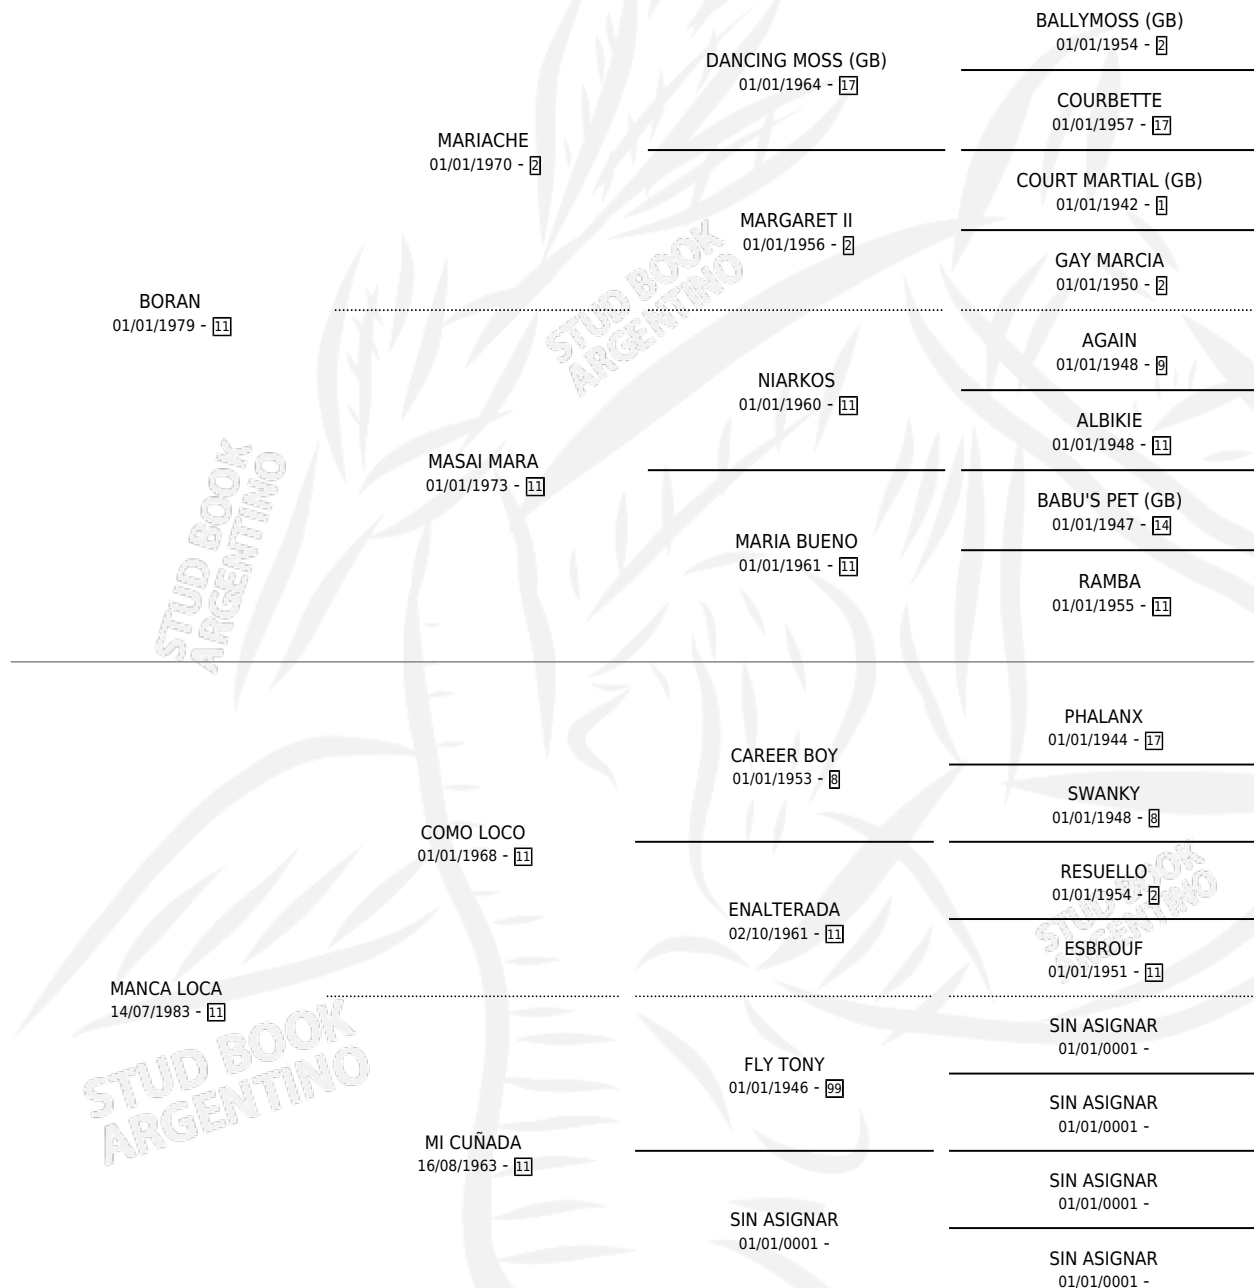 BALLYMOSS (GB)
01/01/1954 - 2
DANCING MOSS (GB)
01/01/1964 - 17
COURBETTE
01/01/1957 - 17
MARIACHE
01/01/1970 - 2
COURT MARTIAL (GB)
01/01/1942 - 1
MARGARET II
01/01/1956 - 2
GAY MARCIA
01/01/1950 - 2
BORAN
01/01/1979 - 11
AGAIN
01/01/1948 - 9
NIARKOS
01/01/1960 - 11
ALBIKIE
01/01/1948 - 11
MASAI MARA
01/01/1973 - 11
BABU'S PET (GB)
01/01/1947 - 14
MARIA BUENO
01/01/1961 - 11
RAMBA
01/01/1955 - 11
PHALANX
01/01/1944 - 17
CAREER BOY
01/01/1953 - 8
SWANKY
01/01/1948 - 8
COMO LOCO
01/01/1968 - 11
RESUELLO
01/01/1954 - 2
ENALTERADA
02/10/1961 - 11
ESBROUF
01/01/1951 - 11
MANCA LOCA
14/07/1983 - 11
SIN ASIGNAR
01/01/0001 -
FLY TONY
01/01/1946 - 99
SIN ASIGNAR
01/01/0001 -
MI CUÑADA
16/08/1963 - 11
SIN ASIGNAR
01/01/0001 -
SIN ASIGNAR
01/01/0001 -
SIN ASIGNAR
01/01/0001 -
STUD BOOK
ARGENTINO
STUD BOOK
ARGENTINO
STUD BOOK
ARGENTINO
STUD BOOK
ARGENTINO